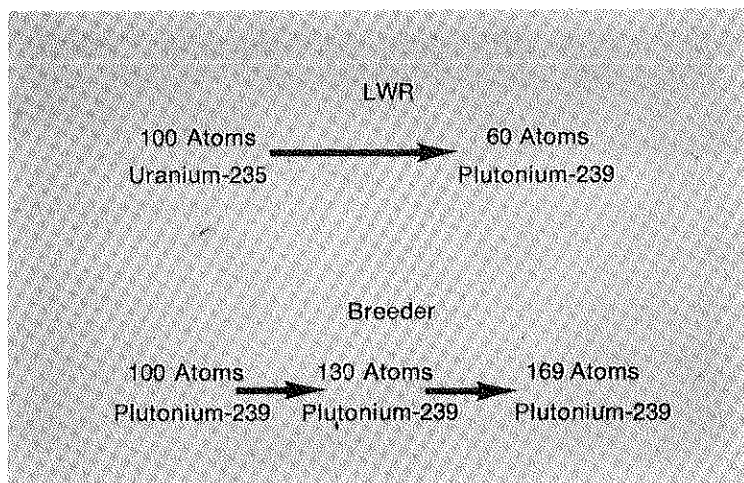 LWR
100 Atoms 60 Atoms
Uranium-235 Plutonium-239
Breeder
100 Atoms 130 Atoms 169 Atoms
Plutonium-239 Plutonium-239 Plutonium-239